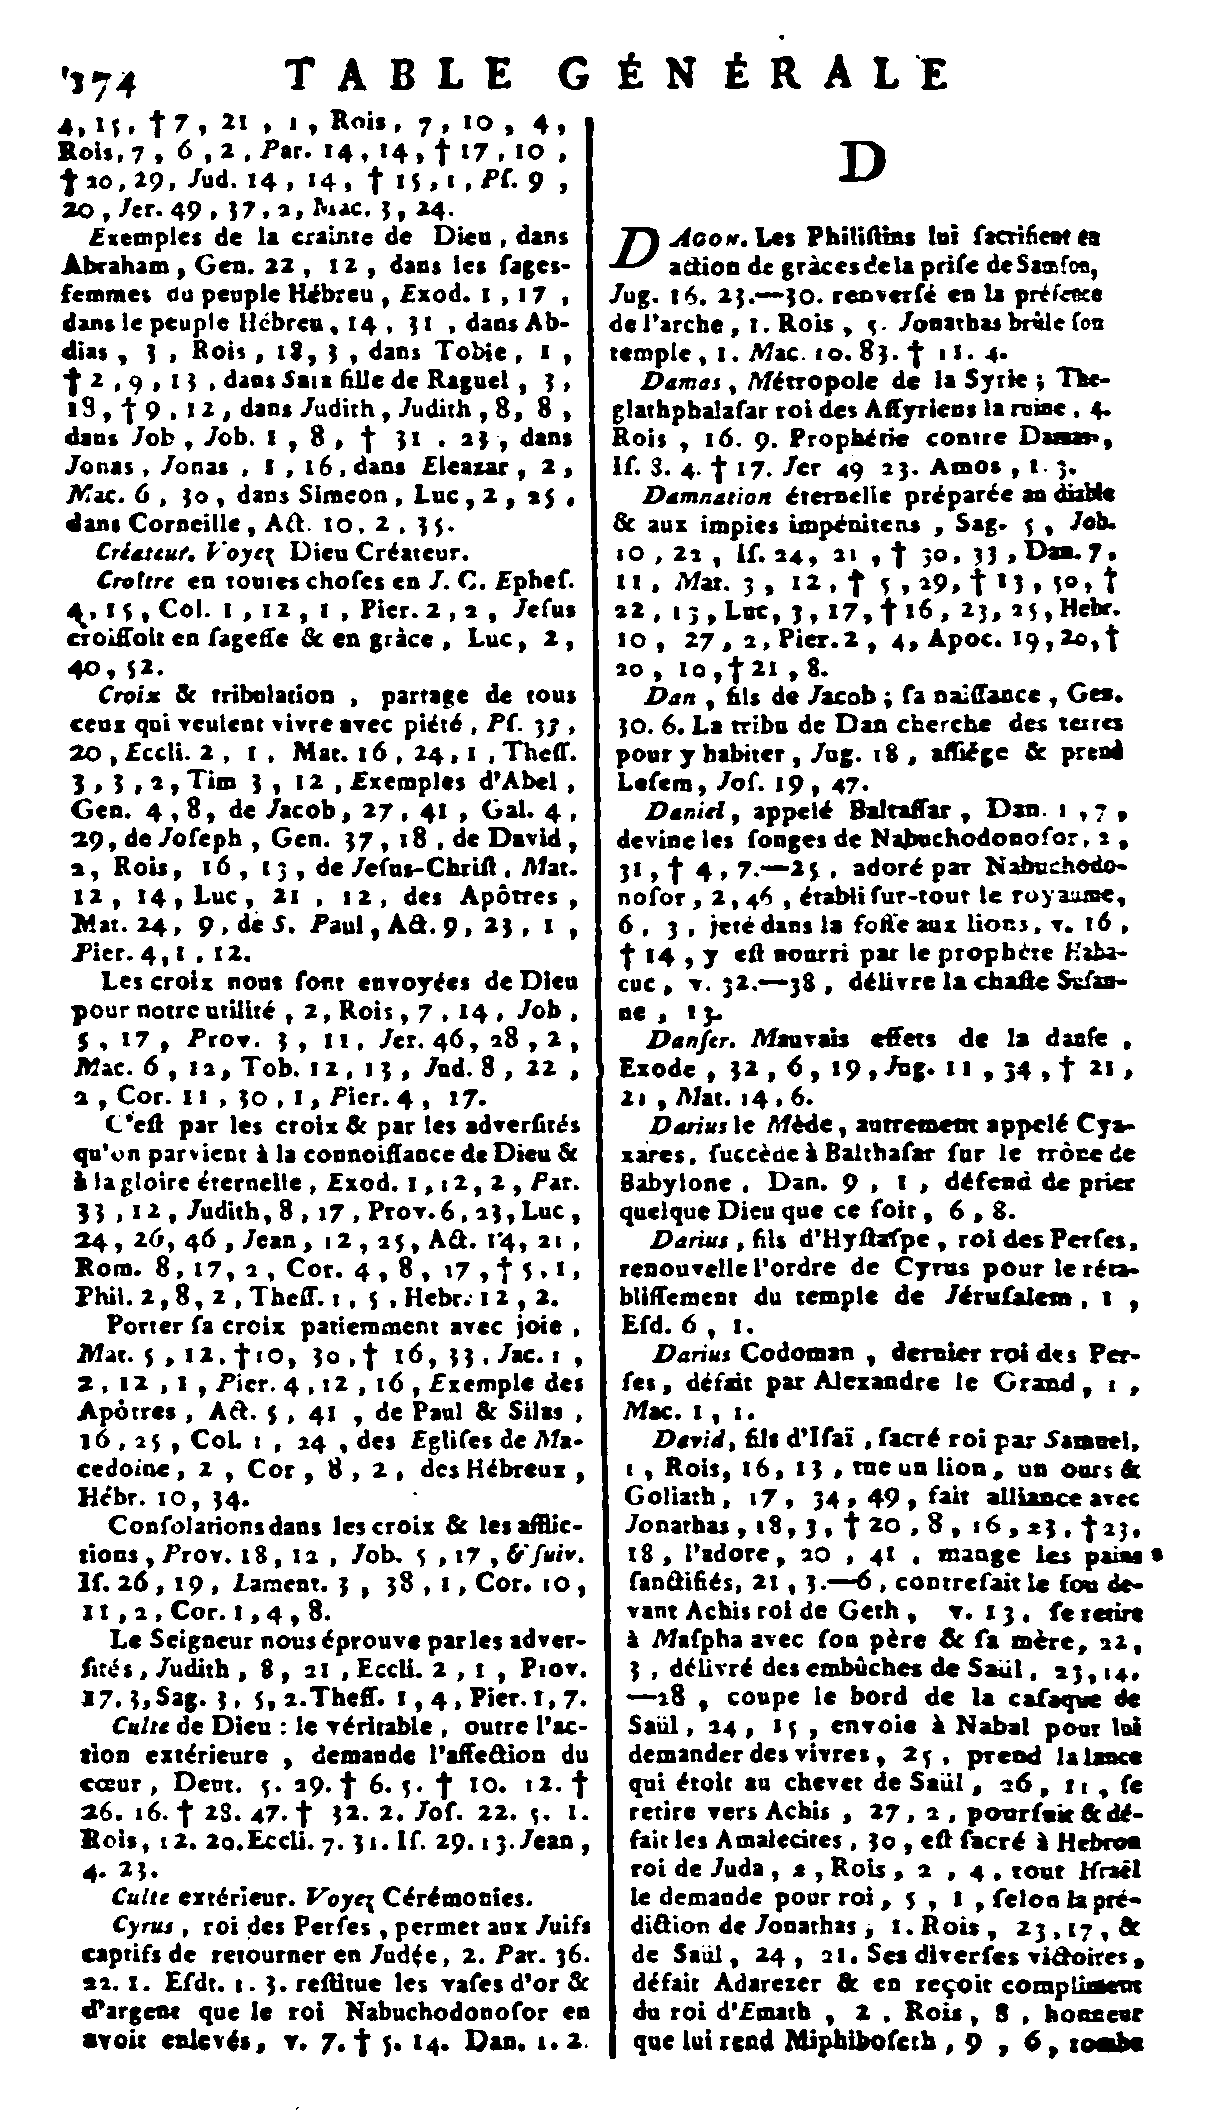 374 TABLE GÉNÉRALE
4, 15, † 7, 21, 1, Rois, 7, 10, 4,
Rois, 7, 6, 2, Par. 14, 14, † 17, 10,
† 20, 29, Jud. 14, 14, † 15, 1, Pſ. 9,
20, Jer. 49, 37, 2, Mac. 3, 24.
Exemples de la crainte de Dieu, dans
Abraham, Gen. 22, 12, dans les ſages-
femmes du peuple Hébreu, Exod. 1, 17,
dans le peuple Hébreu, 14, 31, dans Ab-
dias, 3, Rois, 18, 3, dans Tobie, 1,
† 2, 9, 13, dans Sara fille de Raguel, 3,
18, † 9, 12, dans Judith, Judith, 8, 8,
dans Job, Job. 1, 8, † 31. 23, dans
Jonas, Jonas, 1, 16, dans Eleazar, 2,
Mac. 6, 30, dans Simeon, Luc, 2, 25,
dans Corneille, Act. 10, 2, 35.
Créateur. Voyez Dieu Créateur.
Croître en toutes choſes en J. C. Epheſ.
4, 15, Col. 1, 12, 1, Pier. 2, 2, Jeſus
croiſſoit en ſageſſe & en grâce, Luc, 2,
40, 52.
Croix & tribulation, partage de tous
ceux qui veulent vivre avec piété, Pſ. 33,
20, Eccli. 2, 1, Mat. 16, 24, 1, Theſſ.
3, 3, 2, Tim 3, 12, Exemples d'Abel,
Gen. 4, 8, de Jacob, 27, 41, Gal. 4,
29, de Joſeph, Gen. 37, 18, de David,
2, Rois, 16, 13, de Jeſus-Chriſt, Mat.
12, 14, Luc, 21, 12, des Apôtres,
Mat. 24, 9, de S. Paul, Act. 9, 23, 1,
Pier. 4, 1, 12.
Les croix nous ſont envoyées de Dieu
pour notre utilité, 2, Rois, 7, 14, Job,
5, 17, Prov. 3, 11, Jer. 46, 28, 2,
Mac. 6, 12, Tob. 12, 13, Jud. 8, 22,
2, Cor. 11, 30, 1, Pier. 4, 17.
C'eſt par les croix & par les adverſités
qu'on parvient à la connoiſſance de Dieu &
à la gloire éternelle, Exod. 1, 12, 2, Par.
33, 12, Judith, 8, 17, Prov. 6, 23, Luc,
24, 26, 46, Jean, 12, 25, Act. 14, 21,
Rom. 8, 17, 2, Cor. 4, 8, 17, † 5, 1,
Phil. 2, 8, 2, Theſſ. 1, 5, Hebr. 12, 2.
Porter ſa croix patiemment avec joie,
Mat. 5, 12, † 10, 30, † 16, 33, Jac. 1,
2, 12, 1, Pier. 4, 12, 16, Exemple des
Apôtres, Act. 5, 41, de Paul & Silas,
16, 25, Col. 1, 24, des Egliſes de Ma-
cedoine, 2, Cor, 8, 2, des Hébreux,
Hébr. 10, 34.
Conſolations dans les croix & les afflic-
tions, Prov. 18, 12, Job. 5, 17, & ſuiv.
Iſ. 26, 19, Lament. 3, 38, 1, Cor. 10,
11, 2, Cor. 1, 4, 8.
Le Seigneur nous éprouve par les adver-
ſités, Judith, 8, 21, Eccli. 2, 1, Prov.
17. 3, Sag. 3, 5, 2. Theſſ. 1, 4, Pier. 1, 7.
Culte de Dieu : le véritable, outre l'ac-
tion extérieure, demande l'affection du
cœur, Deut. 5. 29. † 6. 5. † 10. 12. †
26. 16. † 28. 47. † 32. 2. Joſ. 22. 5. 1.
Rois, 12. 20. Eccli. 7. 31. Iſ. 29. 13. Jean,
4. 23.
Culte extérieur. Voyez Cérémonies.
Cyrus, roi des Perſes, permet aux Juifs
captifs de retourner en Judée, 2. Par. 36.
22. 1. Eſdr. 1. 3. reſtitue les vaſes d'or &
d'argent que le roi Nabuchodonoſor en
avoit enlevés, v. 7. † 5. 14. Dan. 1. 2.
D
DAGON. Les Philiſtins lui ſacrifient en
action de grâces de la priſe de Samſon,
Jug. 16. 23.—30. renverſé en la préſence
de l'arche, 1. Rois, 5. Jonathas brûle ſon
temple, 1. Mac. 10. 83. † 11. 4.
Damas, Métropole de la Syrie ; The-
glathphalaſar roi des Aſſyriens la ruine, 4.
Rois, 16. 9. Prophétie contre Damas,
Iſ. 8. 4. † 17. Jer 49 23. Amos, 1. 3.
Damnation éternelle préparée au diable
& aux impies impénitens, Sag. 5, Job.
10, 22, Iſ. 24, 21, † 30, 33, Dan. 7,
11, Mat. 3, 12, † 5, 29, † 13, 50, †
22, 13, Luc, 3, 17, † 16, 23, 25, Hebr.
10, 27, 2, Pier. 2, 4, Apoc. 19, 20, †
20, 10, † 21, 8.
Dan, fils de Jacob ; ſa naiſſance, Gen.
30. 6. La tribu de Dan cherche des terres
pour y habiter, Jug. 18, aſſiége & prend
Leſem, Joſ. 19, 47.
Daniel, appelé Baltaſſar, Dan. 1, 7,
devine les ſonges de Nabuchodonoſor, 2,
31, † 4, 7.—25, adoré par Nabuchodo-
noſor, 2, 46, établi ſur-tout le royaume,
6, 3, jeté dans la foſſe aux lions, v. 16,
† 14, y eſt nourri par le prophète Haba-
cuc, v. 32.—38, délivre la chaſte Suſan-
ne, 13.
Danſer. Mauvais effets de la danſe,
Exode, 32, 6, 19, Jug. 11, 34, † 21,
21, Mat. 14, 6.
Darius le Mède, autrement appelé Cya-
xares, ſuccède à Balthaſar ſur le trône de
Babylone, Dan. 9, 1, défend de prier
quelque Dieu que ce ſoit, 6, 8.
Darius, fils d'Hyſtaſpe, roi des Perſes,
renouvelle l'ordre de Cyrus pour le réta-
bliſſement du temple de Jéruſalem, 1,
Eſd. 6, 1.
Darius Codoman, dernier roi des Per-
ſes, défait par Alexandre le Grand, 1,
Mac. 1, 1.
David, fils d'Iſaï, ſacré roi par Samuel,
1, Rois, 16, 13, tue un lion, un ours &
Goliath, 17, 34, 49, fait alliance avec
Jonathas, 18, 3, † 20, 8, 16, 23, † 23,
18, l'adore, 20, 41, mange les pains
ſanctifiés, 21, 3.—6, contrefait le fou de-
vant Achis roi de Geth, v. 13, ſe retire
à Maſpha avec ſon père & ſa mère, 22,
3, délivré des embûches de Saül, 23, 14.
—28, coupe le bord de la caſaque de
Saül, 24, 15, envoie à Nabal pour lui
demander des vivres, 25, prend la lance
qui étoit au chevet de Saül, 26, 11, ſe
retire vers Achis, 27, 2, pourſuit & dé-
fait les Amalecites, 30, eſt ſacré à Hebron
roi de Juda, 2, Rois, 2, 4, tout Iſraël
le demande pour roi, 5, 1, ſelon la pré-
diction de Jonathas, 1. Rois, 23, 17, &
de Saül, 24, 21. Ses diverſes victoires,
défait Adarezer & en reçoit compliment
du roi d'Emath, 2, Rois, 8, honneur
que lui rend Miphiboſeth, 9, 6, tombe